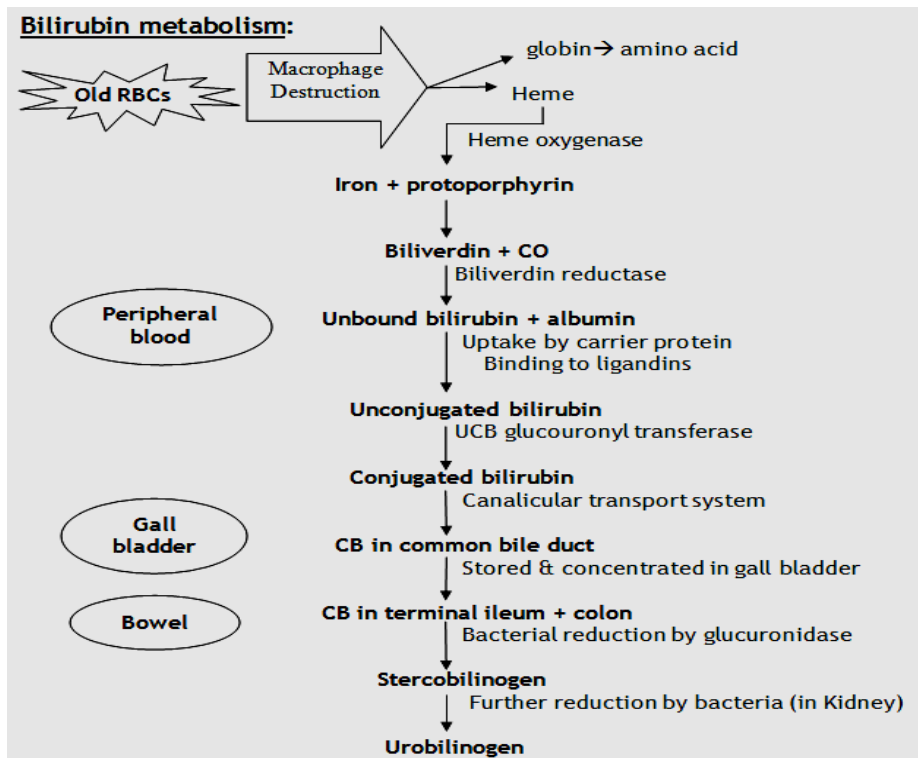 Bilirubin metabolism:
globin→ amino acid
Macrophage
Destruction
Old RBCs
Heme
Heme oxygenase
Iron + protoporphyrin
Biliverdin + CO
Biliverdin reductase
Peripheral
blood
Unbound bilirubin + albumin
Uptake by carrier protein
Binding to ligandins
Unconjugated bilirubin
UCB glucouronyl transferase
Conjugated bilirubin
Canalicular transport system
Gall
bladder
CB in common bile duct
Stored & concentrated in gall bladder
Bowel
CB in terminal ileum + colon
Bacterial reduction by glucuronidase
Stercobilinogen
Further reduction by bacteria (in Kidney)
Urobilinogen